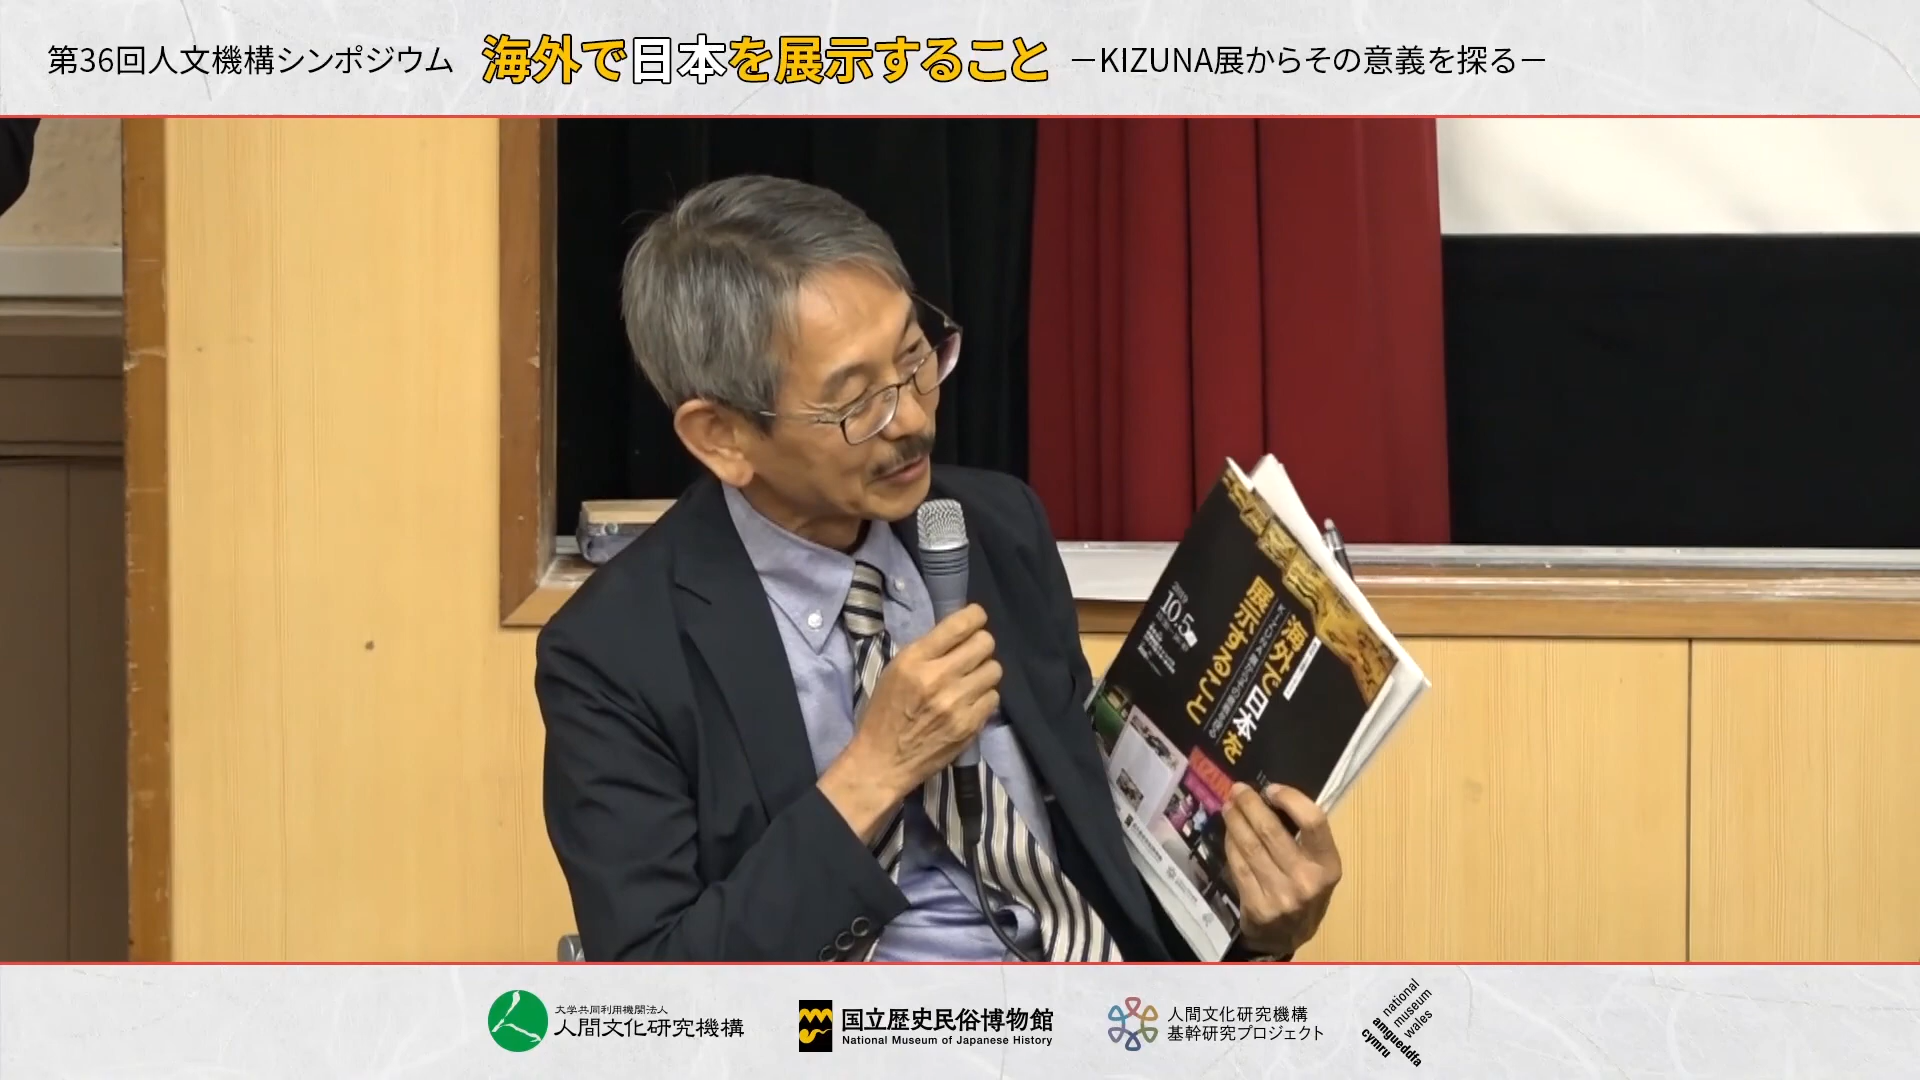 第36回人文機構シンポジウム 海外で日本を展示すること －KIZUNA展からその意義を探る－
2019
10.5
海外で日本を
展示すること
KIZUNA
大学共同利用機関法人
人間文化研究機構
国立歴史民俗博物館
National Museum of Japanese History
人間文化研究機構
基幹研究プロジェクト
national
museum
wales
amgueddfa
cymru